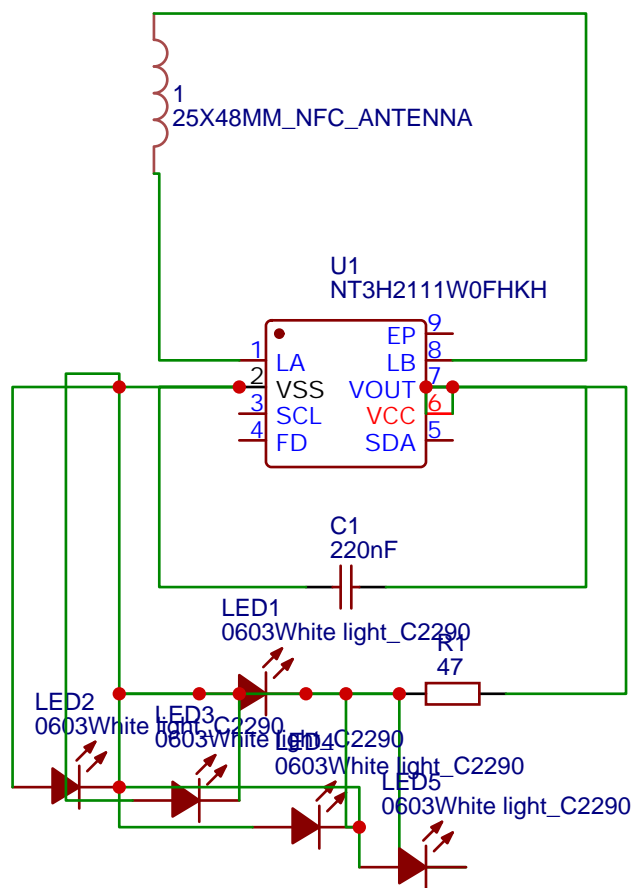 1
25X48MM_NFC_ANTENNA
U1
NT3H2111W0FHKH
EP 9
1 LA LB 8
2 VSS VOUT 7
3 SCL VCC 6
4 FD SDA 5
C1
220nF
LED1
0603White light_C2290
R1
47
LED2
0603White light_C2290
LED3
0603White light_C2290
LED4
0603White light_C2290
LED5
0603White light_C2290